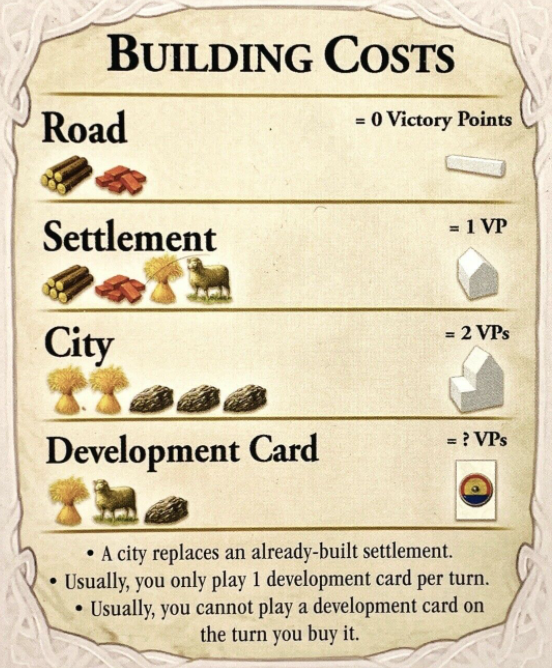 BUILDING COSTS
Road
= 0 Victory Points
Settlement
= 1 VP
City
= 2 VPs
Development Card
= ? VPs
• A city replaces an already-built settlement.
• Usually, you only play 1 development card per turn.
• Usually, you cannot play a development card on
the turn you buy it.